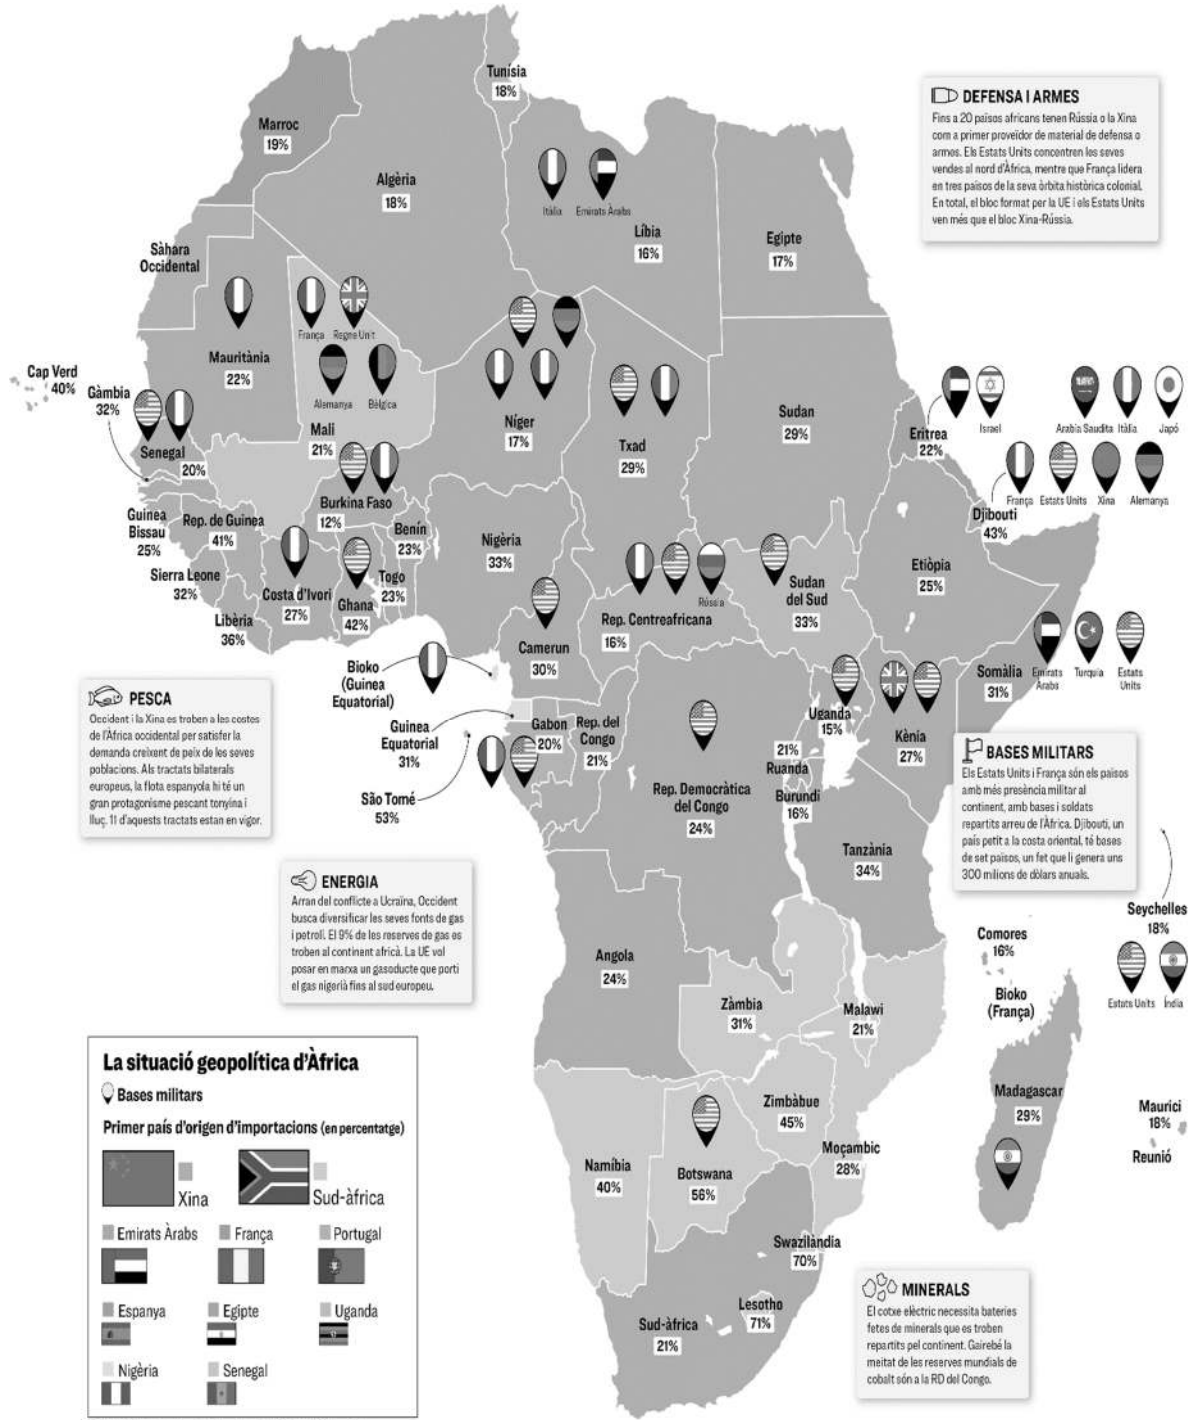 Tunísia
18%
Marroc
19%
Algèria
18%
Itàlia
Emirats Àrabs
Líbia
16%
Egipte
17%
DEFENSA I ARMES
Fins a 20 països africans tenen Rússia o la Xina
com a primer proveïdor de material de defensa o
armes. Els Estats Units concentren les seves
vendes al nord d'Àfrica, mentre que França lidera
en tres països de la seva òrbita històrica colonial.
En total, el bloc format per la UE i els Estats Units
ven més que el bloc Xina-Rússia.
Sàhara
Occidental
Mauritània
22%
França
Regne Unit
Alemanya
Bèlgica
Mali
21%
Níger
17%
Txad
29%
Sudan
29%
Cap Verd
40%
Gàmbia
32%
Senegal
20%
Eritrea
22%
Israel
Arabia Saudita
Itàlia
Japó
França
Estats Units
Xina
Alemanya
Djibouti
43%
Guinea
Bissau
25%
Rep. de Guinea
41%
Burkina Faso
12%
Benín
23%
Nigèria
33%
Sierra Leone
32%
Costa d'Ivori
27%
Ghana
42%
Togo
23%
Libèria
36%
Camerun
30%
Rússia
Rep. Centreafricana
16%
Sudan
del Sud
33%
Etiòpia
25%
Somàlia
31%
Emirats
Àrabs
Turquia
Estats
Units
Bioko
(Guinea
Equatorial)
Guinea
Equatorial
31%
Gabon
20%
Rep. del
Congo
21%
São Tomé
53%
Uganda
15%
Kènia
27%
21%
Ruanda
Burundi
16%
Rep. Democràtica
del Congo
24%
Tanzània
34%
PESCA
Occident i la Xina es troben a les costes
de l'Àfrica occidental per satisfer la
demanda creixent de peix de les seves
poblacions. Als tractats bilaterals
europeus, la flota espanyola hi té un
gran protagonisme pescant tonyina i
lluç. 11 d'aquests tractats estan en vigor.
BASES MILITARS
Els Estats Units i França són els països
amb més presència militar al
continent, amb bases i soldats
repartits arreu de l'Àfrica. Djibouti, un
país petit a la costa oriental, té bases
de set països, un fet que li genera uns
300 milions de dòlars anuals.
ENERGIA
Arran del conflicte a Ucraïna, Occident
busca diversificar les seves fonts de gas
i petroli. El 9% de les reserves de gas es
troben al continent africà. La UE vol
posar en marxa un gasoducte que porti
el gas nigerià fins al sud europeu.
Seychelles
18%
Estats Units
Índia
Comores
16%
Bioko
(França)
Angola
24%
Zàmbia
31%
Malawi
21%
Madagascar
29%
Maurici
18%
Reunió
Zimbàbue
45%
Moçambic
28%
Namíbia
40%
Botswana
56%
Swazilàndia
70%
Lesotho
71%
Sud-àfrica
21%
La situació geopolítica d'Àfrica
Bases militars
Primer país d'origen d'importacions (en percentatge)
Xina
Sud-àfrica
Emirats Àrabs
França
Portugal
Espanya
Egipte
Uganda
Nigèria
Senegal
MINERALS
El cotxe elèctric necessita bateries
fetes de minerals que es troben
repartits pel continent. Gairebé la
meitat de les reserves mundials de
cobalt són a la RD del Congo.